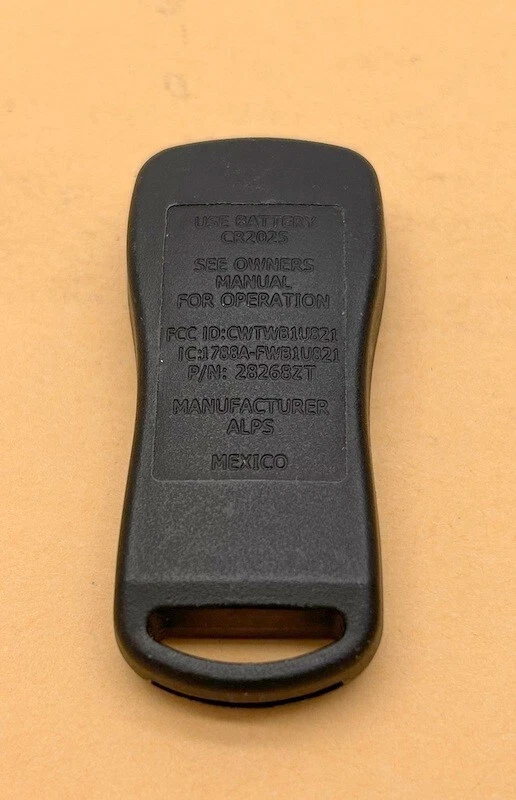 USE BATTERY
CR2025
SEE OWNERS
MANUAL
FOR OPERATION
FCC ID:CWTWB1U821
IC:1788A-FWB1U821
P/N: 28268ZT
MANUFACTURER
ALPS
MEXICO